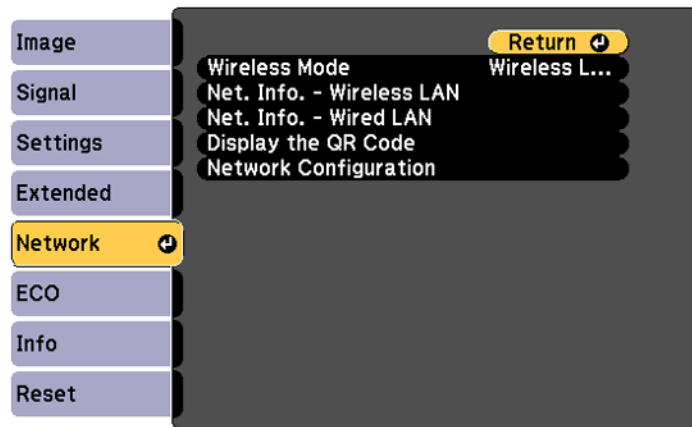 Image
Signal
Settings
Extended
Network
ECO
Info
Reset
Return
Wireless Mode Wireless L...
Net. Info. - Wireless LAN
Net. Info. - Wired LAN
Display the QR Code
Network Configuration